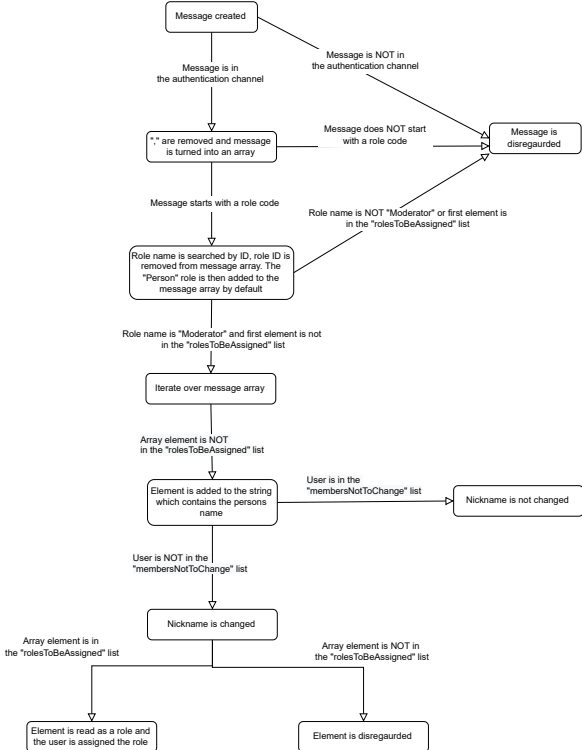 Message created
Message is NOT in
the authentication channel
Message is in
the authentication channel
"," are removed and message
is turned into an array
Message does NOT start
with a role code
Message is
disregaurded
Message starts with a role code
Role name is NOT "Moderator" or first element is
in the "rolesToBeAssigned" list
Role name is searched by ID, role ID is
removed from message array. The
"Person" role is then added to the
message array by default
Role name is "Moderator" and first element is not
in the "rolesToBeAssigned" list
Iterate over message array
Array element is NOT
in the "rolesToBeAssigned" list
Element is added to the string
which contains the persons
name
User is in the
"membersNotToChange" list
Nickname is not changed
User is NOT in the
"membersNotToChange" list
Nickname is changed
Array element is in
the "rolesToBeAssigned" list
Array element is NOT in
the "rolesToBeAssigned" list
Element is read as a role and
the user is assigned the role
Element is disregaurded